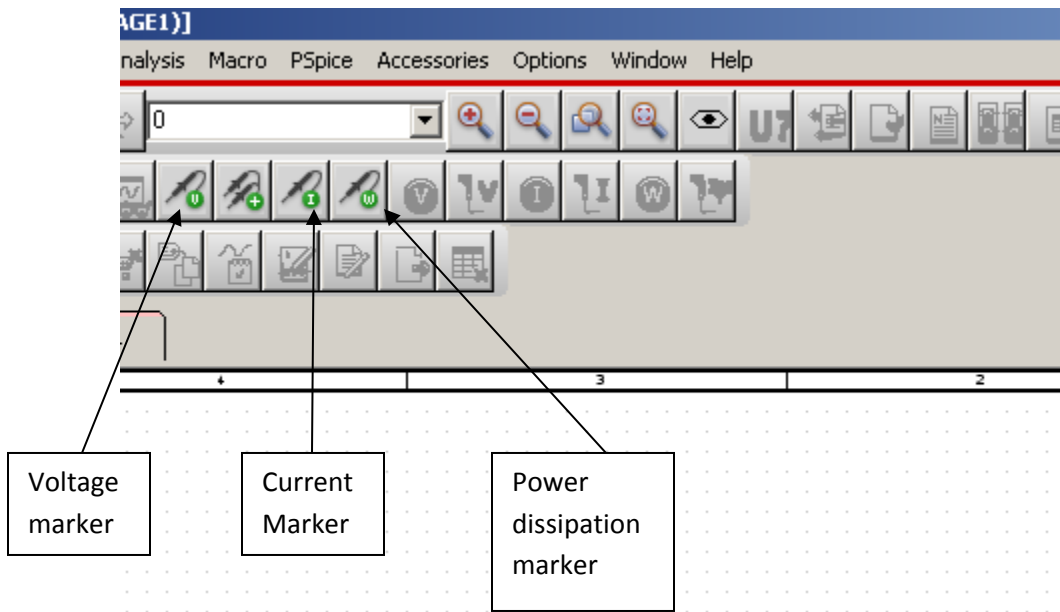 AGE1)]
nalysis Macro PSpice Accessories Options Window Help
0
U?
V + I W V V I I W
4 3 2
Voltage
marker
Current
Marker
Power
dissipation
marker